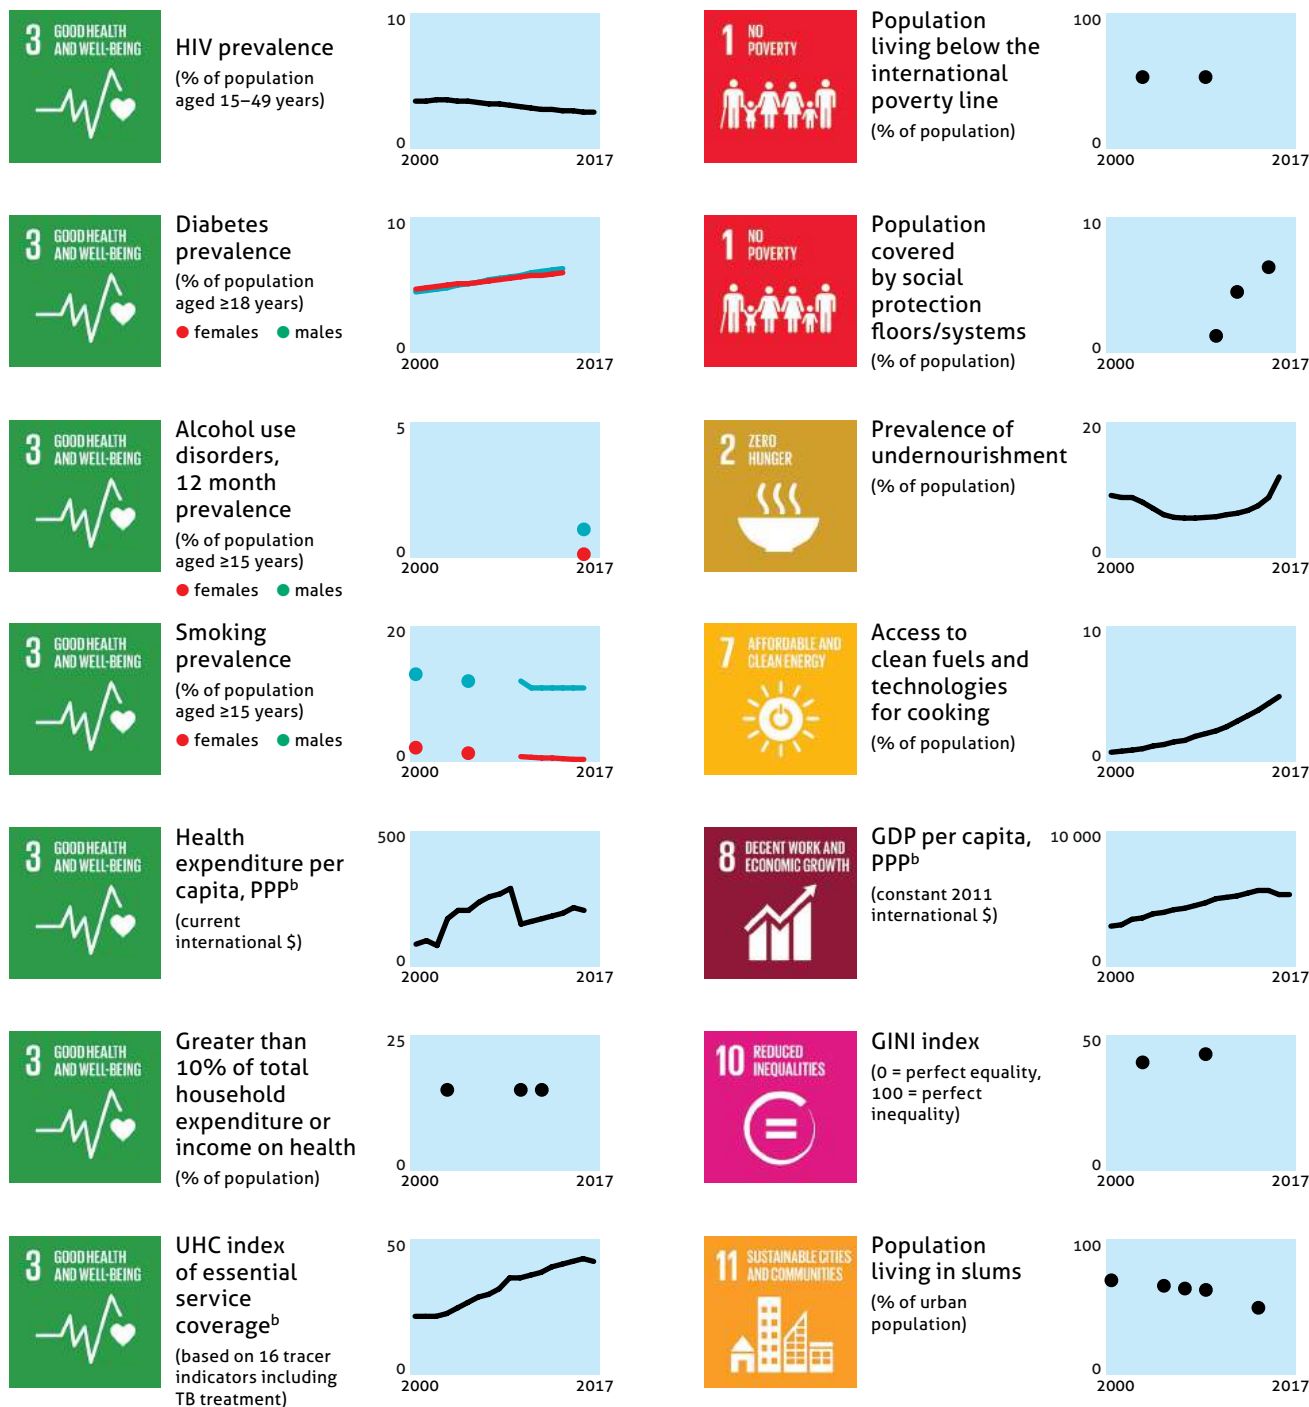 3 GOOD HEALTH
AND WELL-BEING
HIV prevalence
(% of population
aged 15–49 years)
10
0
2000 2017
3 GOOD HEALTH
AND WELL-BEING
Diabetes
prevalence
(% of population
aged ≥18 years)
females males
10
0
2000 2017
3 GOOD HEALTH
AND WELL-BEING
Alcohol use
disorders,
12 month
prevalence
(% of population
aged ≥15 years)
females males
5
0
2000 2017
3 GOOD HEALTH
AND WELL-BEING
Smoking
prevalence
(% of population
aged ≥15 years)
females males
20
0
2000 2017
3 GOOD HEALTH
AND WELL-BEING
Health
expenditure per
capita, PPPᵇ
(current
international $)
500
0
2000 2017
3 GOOD HEALTH
AND WELL-BEING
Greater than
10% of total
household
expenditure or
income on health
(% of population)
25
0
2000 2017
3 GOOD HEALTH
AND WELL-BEING
UHC index
of essential
service
coverageᵇ
(based on 16 tracer
indicators including
TB treatment)
50
0
2000 2017
1 NO
POVERTY
Population
living below the
international
poverty line
(% of population)
100
0
2000 2017
1 NO
POVERTY
Population
covered
by social
protection
floors/systems
(% of population)
10
0
2000 2017
2 ZERO
HUNGER
Prevalence of
undernourishment
(% of population)
20
0
2000 2017
7 AFFORDABLE AND
CLEAN ENERGY
Access to
clean fuels and
technologies
for cooking
(% of population)
10
0
2000 2017
8 DECENT WORK AND
ECONOMIC GROWTH
GDP per capita,
PPPᵇ
(constant 2011
international $)
10 000
0
2000 2017
10 REDUCED
INEQUALITIES
GINI index
(0 = perfect equality,
100 = perfect
inequality)
50
0
2000 2017
11 SUSTAINABLE CITIES
AND COMMUNITIES
Population
living in slums
(% of urban
population)
100
0
2000 2017